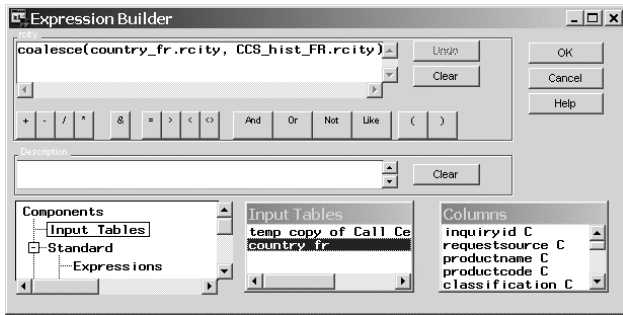 Expression Builder
rcity
coalesce(country_fr.rcity, CCS_hist_FR.rcity)
Undo
Clear
OK
Cancel
Help
+ - / * & = > < <> And Or Not Like ( )
Description
Clear
Components
Input Tables
Standard
Expressions
Input Tables
temp copy of Call Ce
country fr
Columns
inquiryid C
requestsource C
productname C
productcode C
classification C